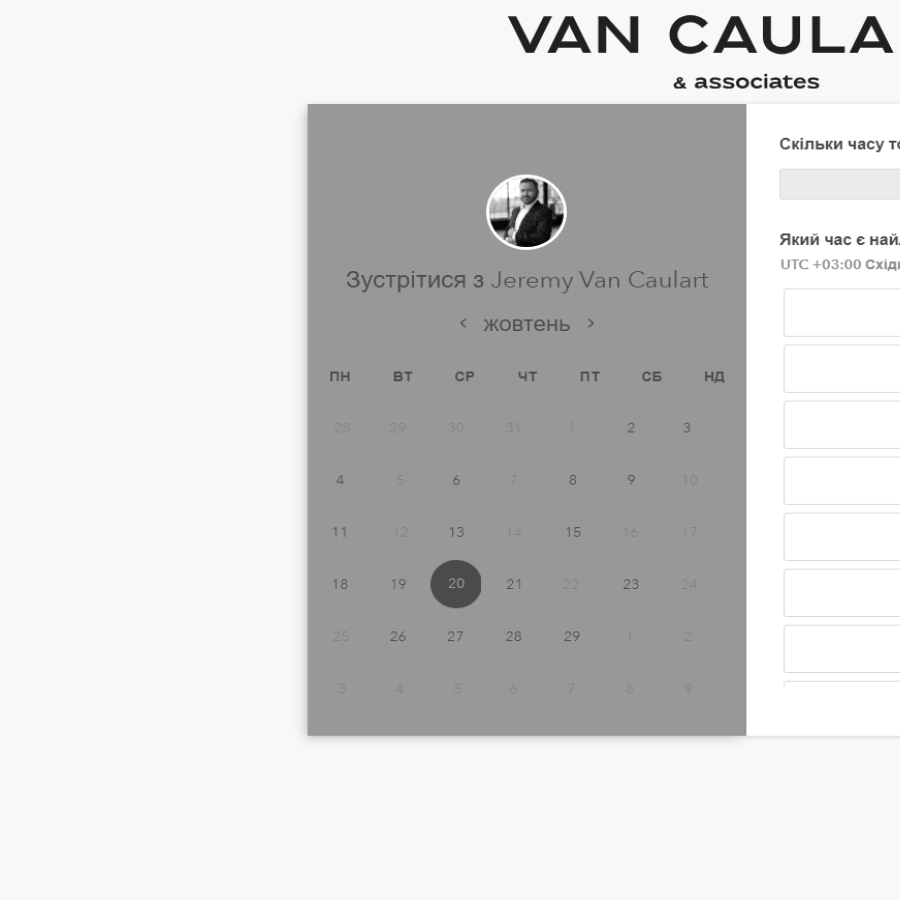 VAN CAULA
& associates
Зустрітися з Jeremy Van Caulart
< жовтень >
ПН ВТ СР ЧТ ПТ СБ НД
28 29 30 31 1 2 3
4 5 6 7 8 9 10
11 12 13 14 15 16 17
18 19 20 21 22 23 24
25 26 27 28 29 1 2
3 4 5 6 7 8 9
Скільки часу т
Який час є най
UTC +03:00 Схід